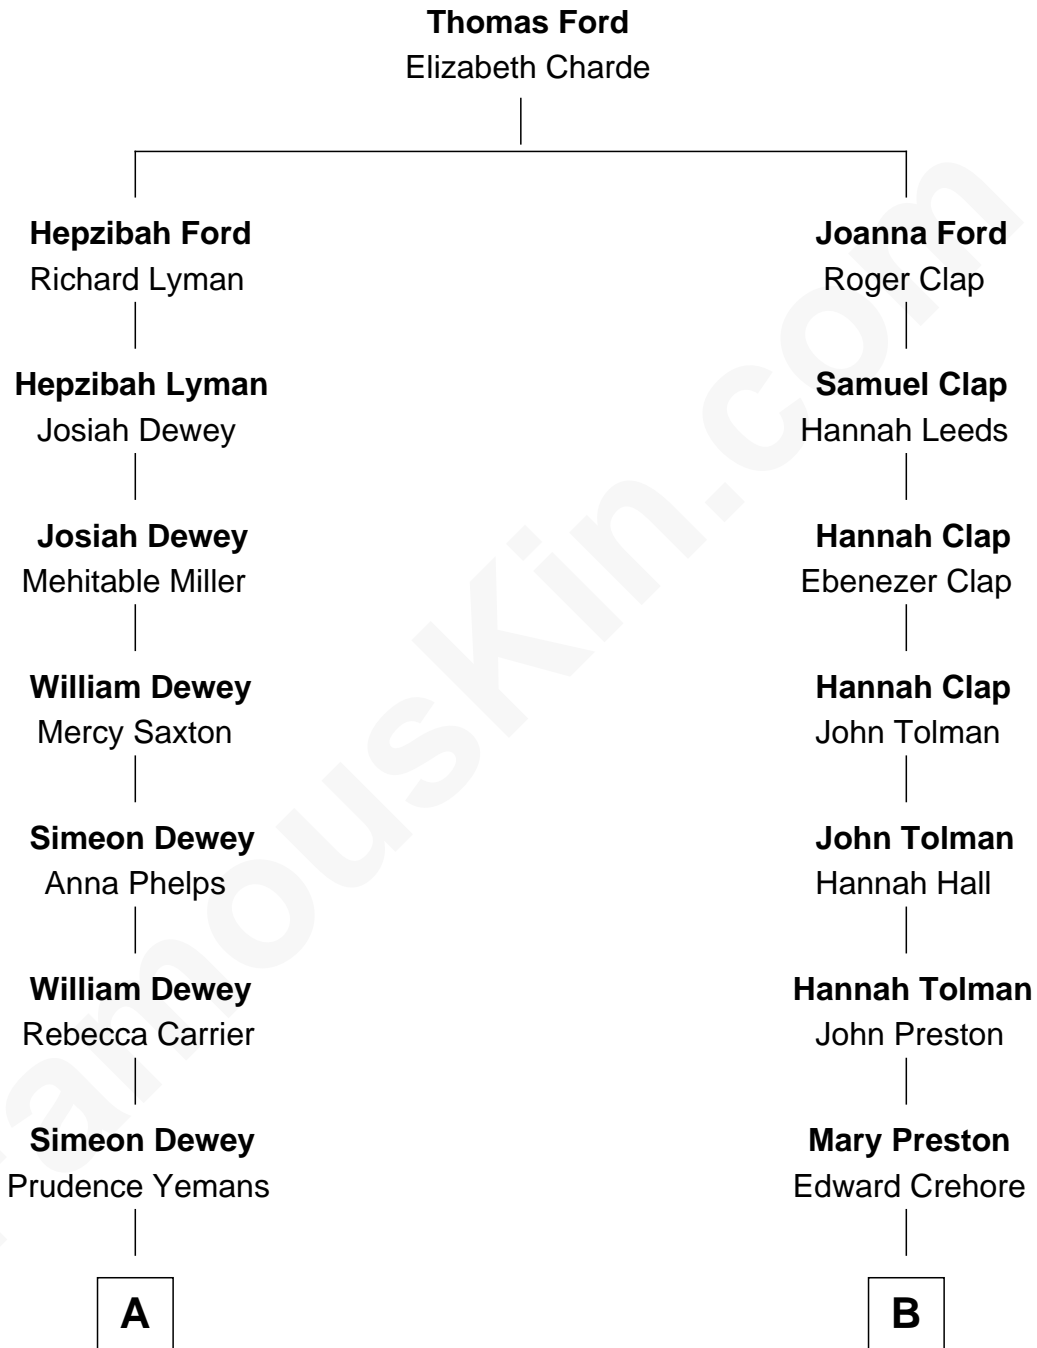 Thomas Ford
Elizabeth Charde
Hepzibah Ford
Richard Lyman
Joanna Ford
Roger Clap
Hepzibah Lyman
Josiah Dewey
Samuel Clap
Hannah Leeds
Josiah Dewey
Mehitable Miller
Hannah Clap
Ebenezer Clap
William Dewey
Mercy Saxton
Hannah Clap
John Tolman
Simeon Dewey
Anna Phelps
John Tolman
Hannah Hall
William Dewey
Rebecca Carrier
Hannah Tolman
John Preston
Simeon Dewey
Prudence Yemans
Mary Preston
Edward Crehore
A
B
FamousKin.com